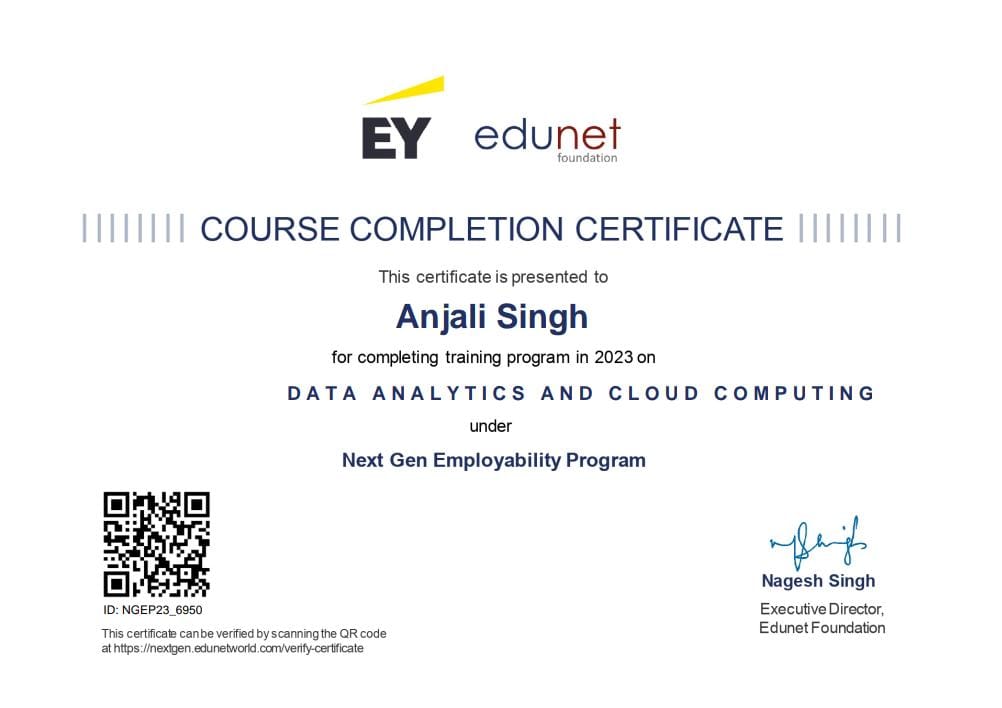 EY edunet
foundation
COURSE COMPLETION CERTIFICATE
This certificate is presented to
Anjali Singh
for completing training program in 2023 on
DATA ANALYTICS AND CLOUD COMPUTING
under
Next Gen Employability Program
ID: NGEP23_6950
This certificate can be verified by scanning the QR code
at https://nextgen.edunetworld.com/verify-certificate
Nagesh Singh
Executive Director,
Edunet Foundation